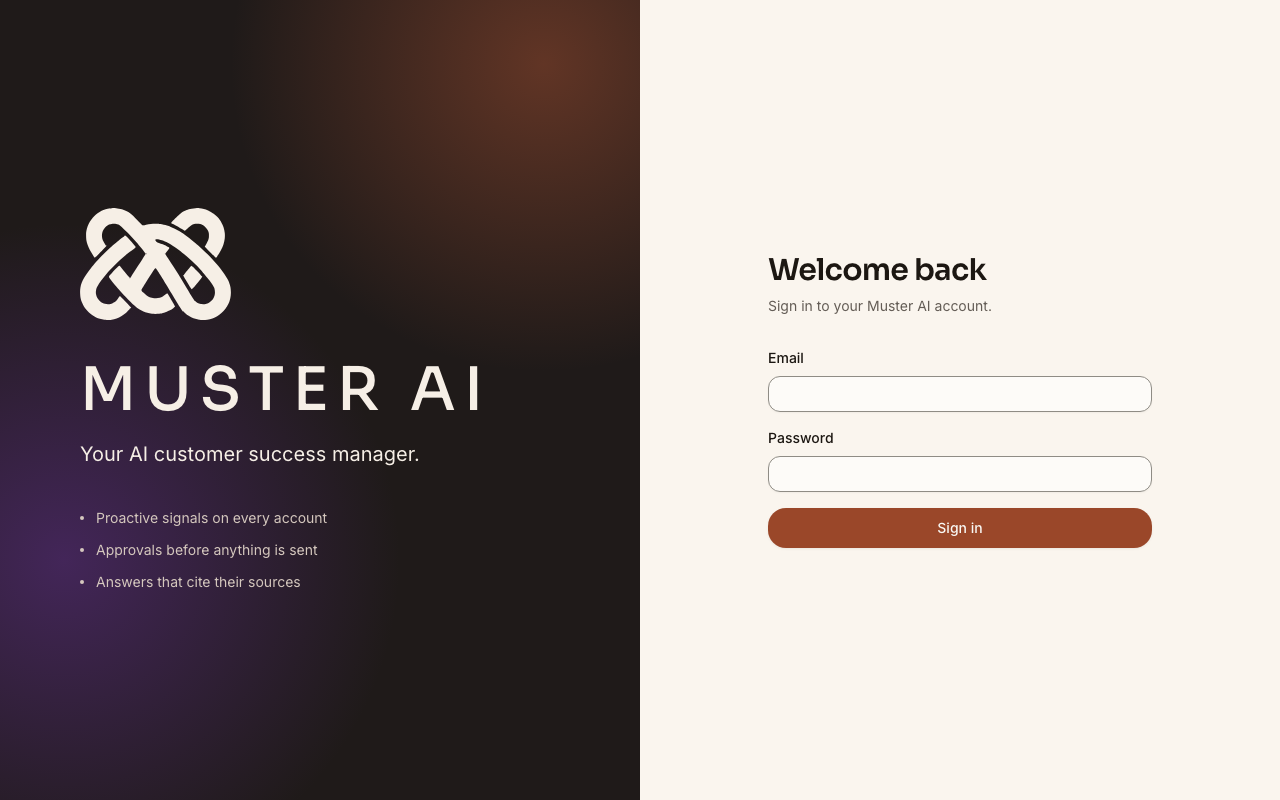 MUSTER AI
Your AI customer success manager.
• Proactive signals on every account
• Approvals before anything is sent
• Answers that cite their sources
Welcome back
Sign in to your Muster AI account.
Email
Password
Sign in